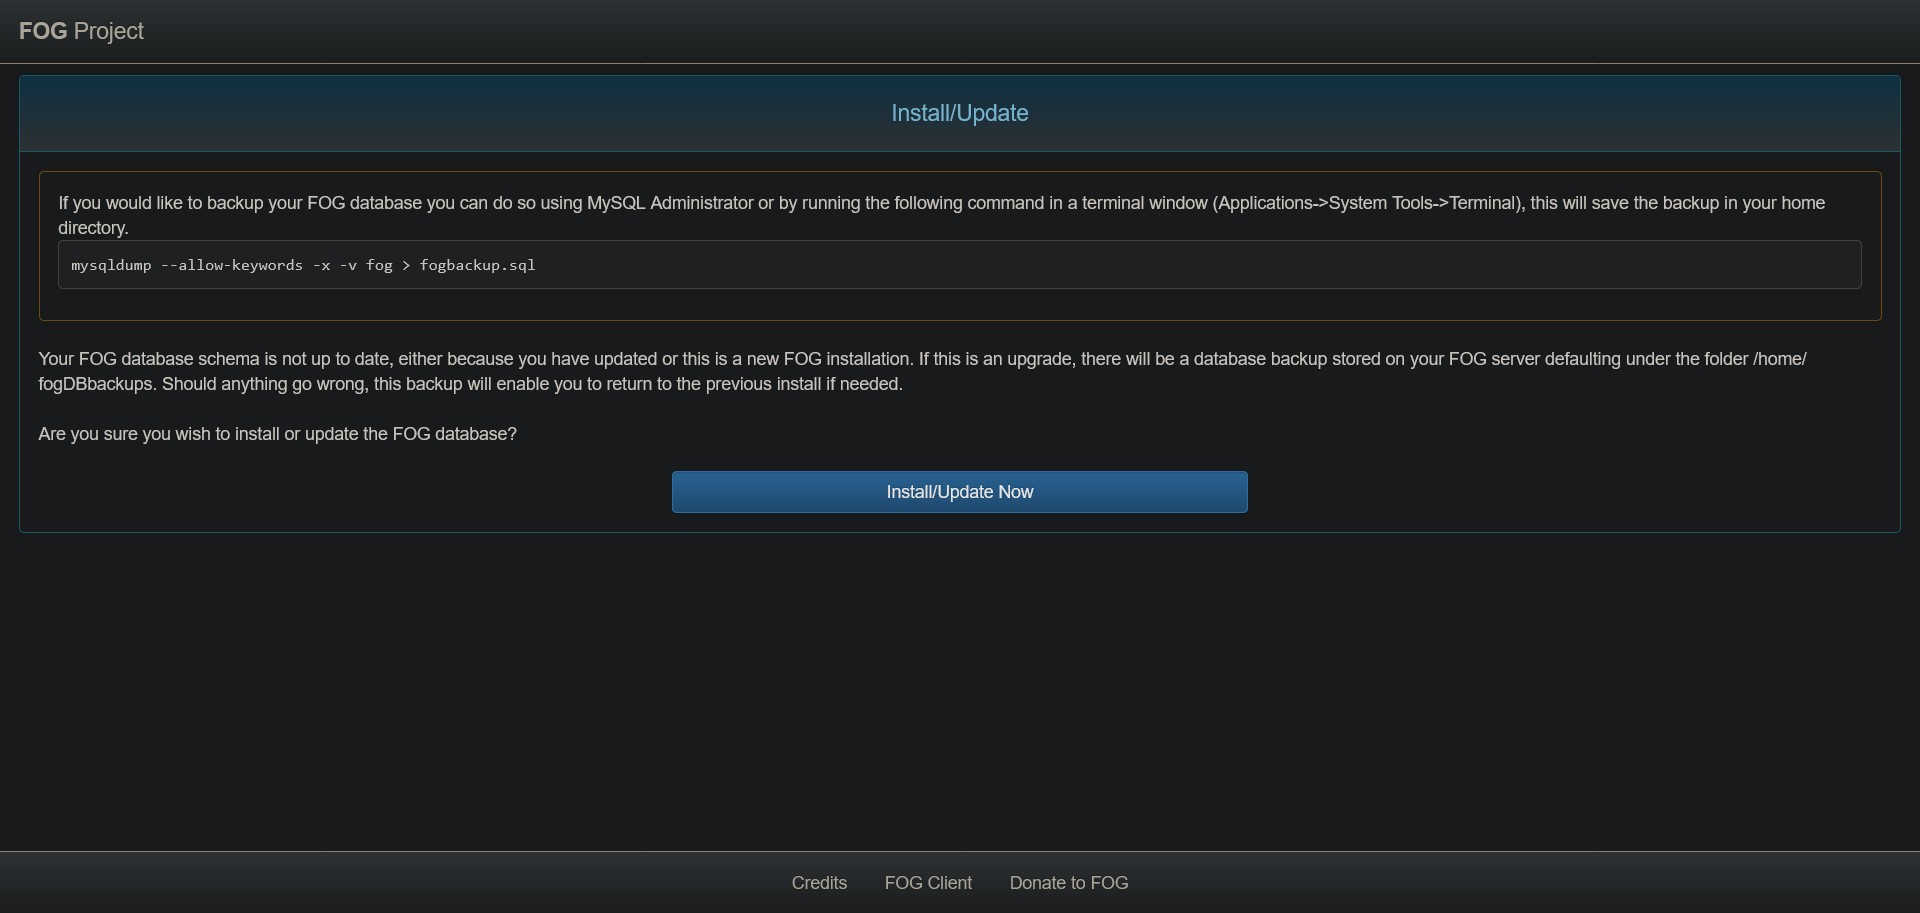 FOG Project
Install/Update
If you would like to backup your FOG database you can do so using MySQL Administrator or by running the following command in a terminal window (Applications->System Tools->Terminal), this will save the backup in your home
directory.
mysqldump --allow-keywords -x -v fog > fogbackup.sql
Your FOG database schema is not up to date, either because you have updated or this is a new FOG installation. If this is an upgrade, there will be a database backup stored on your FOG server defaulting under the folder /home/
fogDBbackups. Should anything go wrong, this backup will enable you to return to the previous install if needed.
Are you sure you wish to install or update the FOG database?
Install/Update Now
Credits FOG Client Donate to FOG